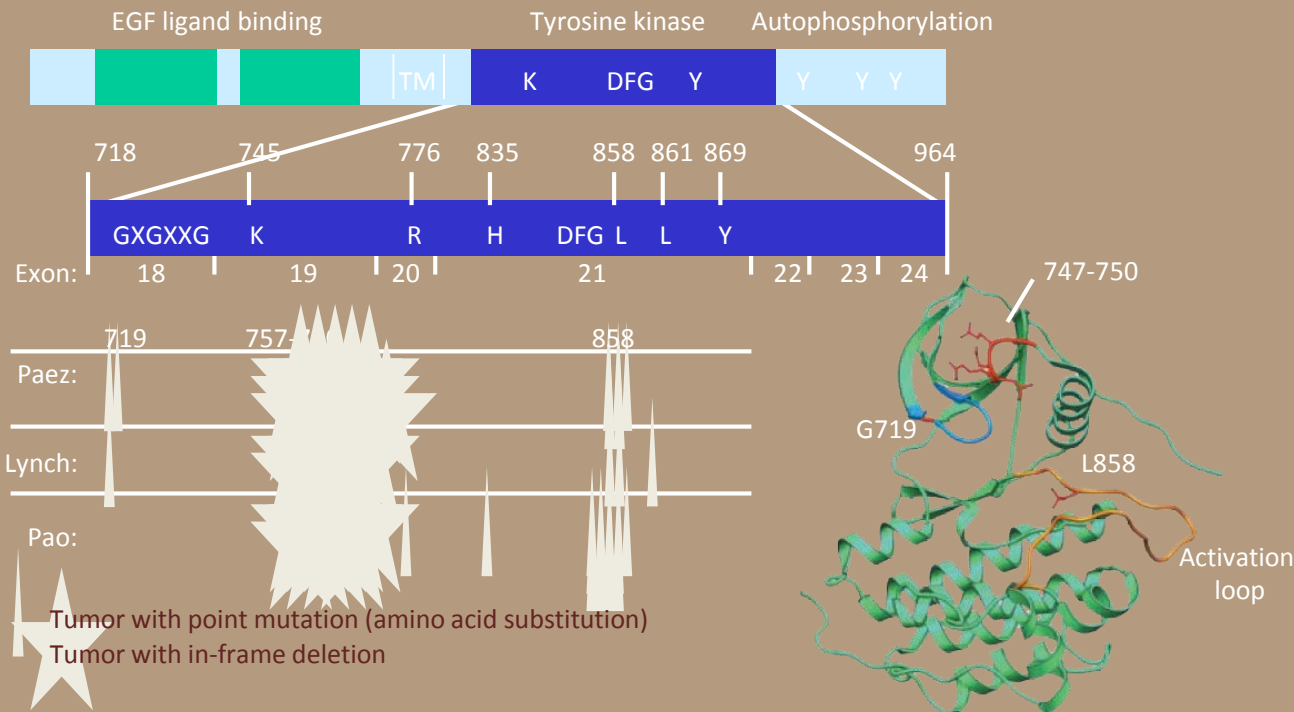 EGF ligand binding Tyrosine kinase Autophosphorylation
TM K DFG Y Y Y Y
718 745 776 835 858 861 869 964
GXGXXG K R H DFG L L Y
Exon: 18 19 20 21 22 23 24
747-750
719 757- 858
Paez:
G719
Lynch:
L858
Pao:
Activation
loop
Tumor with point mutation (amino acid substitution)
Tumor with in-frame deletion